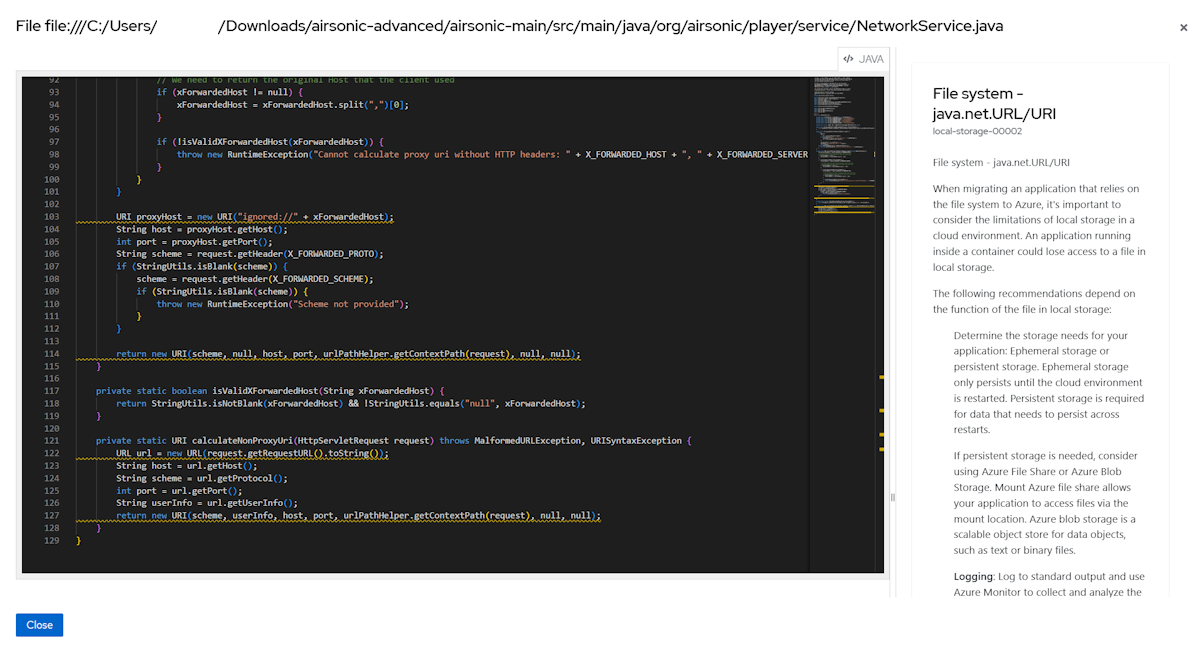 File file:///C:/Users/ /Downloads/airsonic-advanced/airsonic-main/src/main/java/org/airsonic/player/service/NetworkService.java
</> JAVA
92 // We need to return the original Host that the client used
93 if (xForwardedHost != null) {
94 xForwardedHost = xForwardedHost.split(",")[0];
95 }
96
97 if (!isValidXForwardedHost(xForwardedHost)) {
98 throw new RuntimeException("Cannot calculate proxy uri without HTTP headers: " + X_FORWARDED_HOST + ", " + X_FORWARDED_SERVER
99 }
100 }
101 }
102
103 URI proxyHost = new URI("ignored://" + xForwardedHost);
104 String host = proxyHost.getHost();
105 int port = proxyHost.getPort();
106 String scheme = request.getHeader(X_FORWARDED_PROTO);
107 if (StringUtils.isBlank(scheme)) {
108 scheme = request.getHeader(X_FORWARDED_SCHEME);
109 if (StringUtils.isBlank(scheme)) {
110 throw new RuntimeException("Scheme not provided");
111 }
112 }
113
114 return new URI(scheme, null, host, port, urlPathHelper.getContextPath(request), null, null);
115 }
116
117 private static boolean isValidXForwardedHost(String xForwardedHost) {
118 return StringUtils.isNotBlank(xForwardedHost) && !StringUtils.equals("null", xForwardedHost);
119 }
120
121 private static URI calculateNonProxyUri(HttpServletRequest request) throws MalformedURLException, URISyntaxException {
122 URL url = new URL(request.getRequestURL().toString());
123 String host = url.getHost();
124 String scheme = url.getProtocol();
125 int port = url.getPort();
126 String userInfo = url.getUserInfo();
127 return new URI(scheme, userInfo, host, port, urlPathHelper.getContextPath(request), null, null);
128 }
129 }
File system -
java.net.URL/URI
local-storage-00002
File system - java.net.URL/URI
When migrating an application that relies on
the file system to Azure, it's important to
consider the limitations of local storage in a
cloud environment. An application running
inside a container could lose access to a file in
local storage.
The following recommendations depend on
the function of the file in local storage:
Determine the storage needs for your
application: Ephemeral storage or
persistent storage. Ephemeral storage
only persists until the cloud environment
is restarted. Persistent storage is required
for data that needs to persist across
restarts.
If persistent storage is needed, consider
using Azure File Share or Azure Blob
Storage. Mount Azure file share allows
your application to access files via the
mount location. Azure blob storage is a
scalable object store for data objects,
such as text or binary files.
Logging: Log to standard output and use
Azure Monitor to collect and analyze the
Close